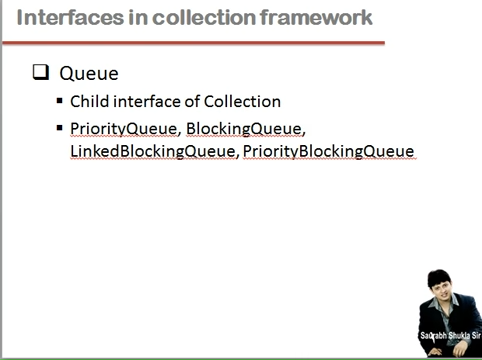 Interfaces in collection framework
Queue
Child interface of Collection
PriorityQueue, BlockingQueue,
LinkedBlockingQueue, PriorityBlockingQueue
Saurabh Shukla Sir